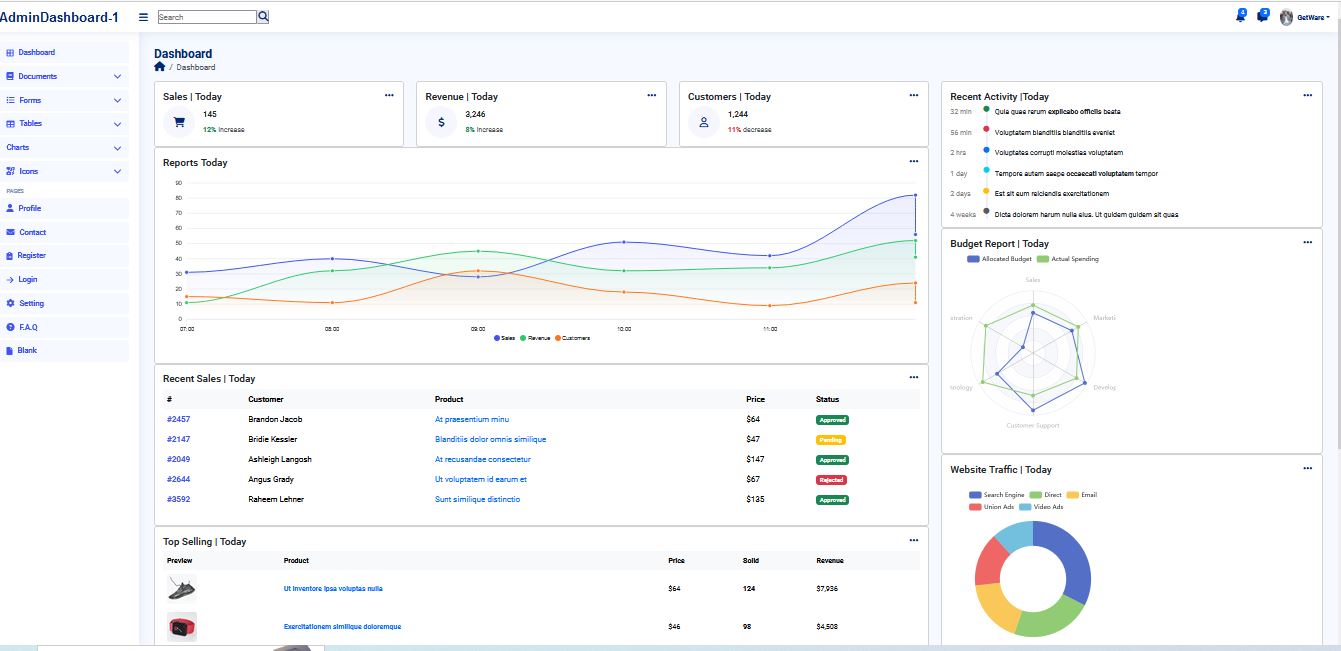 AdminDashboard-1
Search
4
3
GetWare
Dashboard
Documents
Forms
Tables
Charts
Icons
PAGES
Profile
Contact
Register
Login
Setting
F.A.Q
Blank
Dashboard
/ Dashboard
Sales | Today
145
12% increase
Revenue | Today
3,246
8% increase
Customers | Today
1,244
11% decrease
Reports Today
90
80
70
60
50
40
30
20
10
0
07:00 08:00 09:00 10:00 11:00
Sales Revenue Customers
Recent Sales | Today
# Customer Product Price Status
#2457 Brandon Jacob At praesentium minu $64 Approved
#2147 Bridie Kessler Blanditiis dolor omnis similique $47 Pending
#2049 Ashleigh Langosh At recusandae consectetur $147 Approved
#2644 Angus Grady Ut voluptatem id earum et $67 Rejected
#3592 Raheem Lehner Sunt similique distinctio $135 Approved
Top Selling | Today
Preview Product Price Solid Revenue
Ut inventore ipsa voluptas nulla $64 124 $7,936
Exercitationem similique doloremque $46 98 $4,508
Recent Activity |Today
32 min Quia quae rerum explicabo officiis beata
56 min Voluptatem blanditiis blanditiis eveniet
2 hrs Voluptates corrupti molestias voluptatem
1 day Tempore autem saepe occaecati voluptatem tempor
2 days Est sit eum reiciendis exercitationem
4 weeks Dicta dolorem harum nulla eius. Ut quidem quidem sit quas
Budget Report | Today
Allocated Budget Actual Spending
Sales
stration Marketi
nology Develop
Customer Support
Website Traffic | Today
Search Engine Direct Email
Union Ads Video Ads